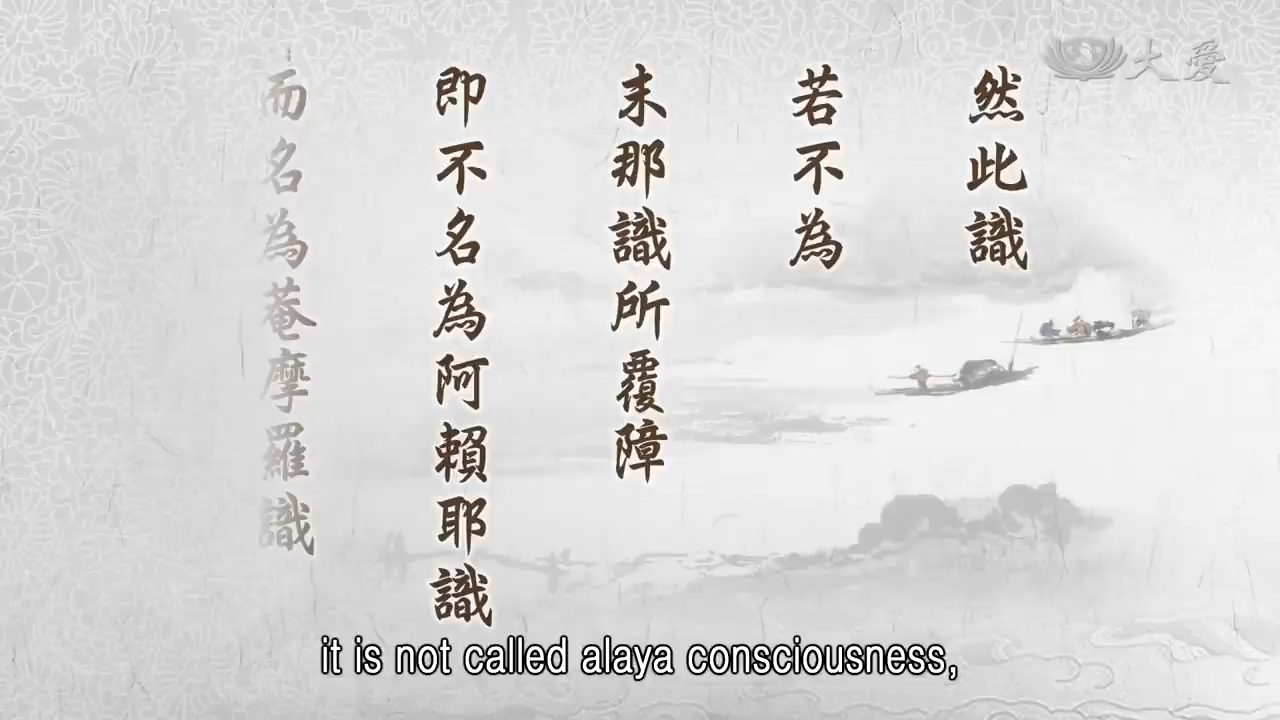 大愛
然此識
若不為
末那識所覆障
即不名為阿賴耶識
而名為菴摩羅識
it is not called alaya consciousness,